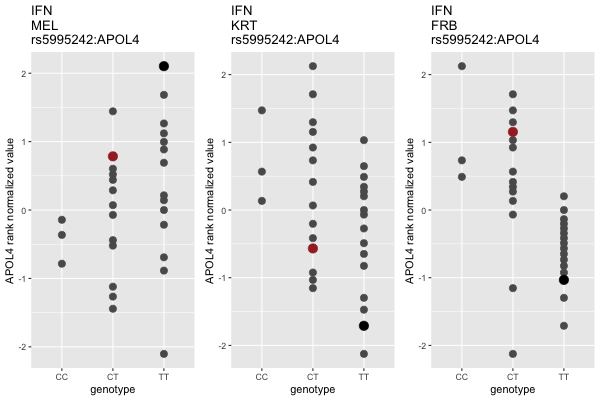 IFN
MEL
rs5995242:APOL4
APOL4 rank normalized value
2
1
0
-1
-2
CC
CT
TT
genotype
IFN
KRT
rs5995242:APOL4
APOL4 rank normalized value
2
1
0
-1
-2
CC
CT
TT
genotype
IFN
FRB
rs5995242:APOL4
APOL4 rank normalized value
2
1
0
-1
-2
CC
CT
TT
genotype